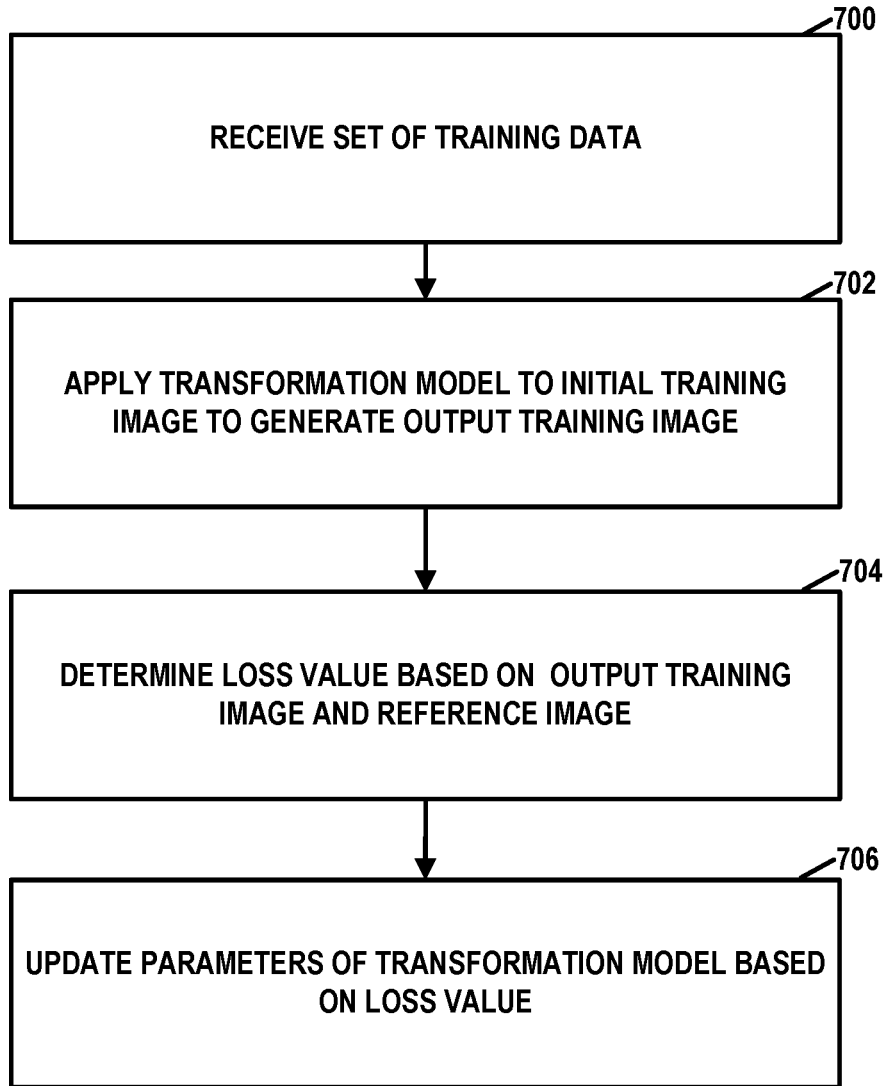 700
RECEIVE SET OF TRAINING DATA
702
APPLY TRANSFORMATION MODEL TO INITIAL TRAINING
IMAGE TO GENERATE OUTPUT TRAINING IMAGE
704
DETERMINE LOSS VALUE BASED ON OUTPUT TRAINING
IMAGE AND REFERENCE IMAGE
706
UPDATE PARAMETERS OF TRANSFORMATION MODEL BASED
ON LOSS VALUE